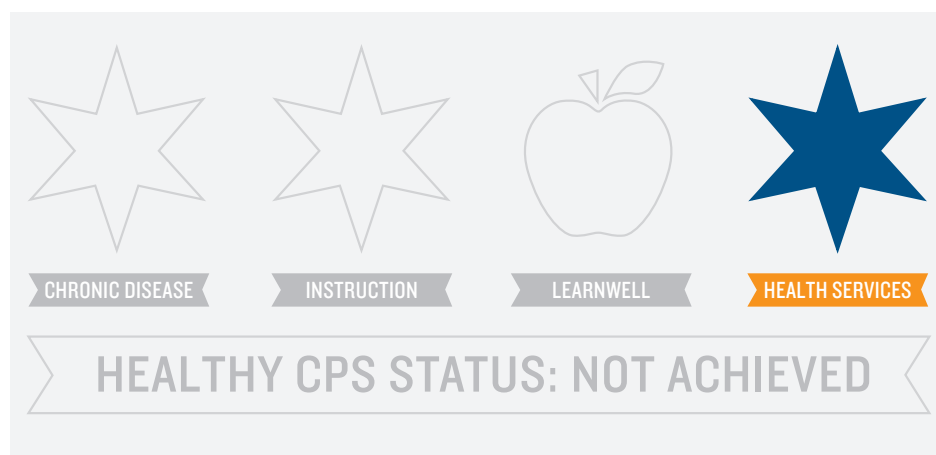 CHRONIC DISEASE
INSTRUCTION
LEARNWELL
HEALTH SERVICES
HEALTHY CPS STATUS: NOT ACHIEVED